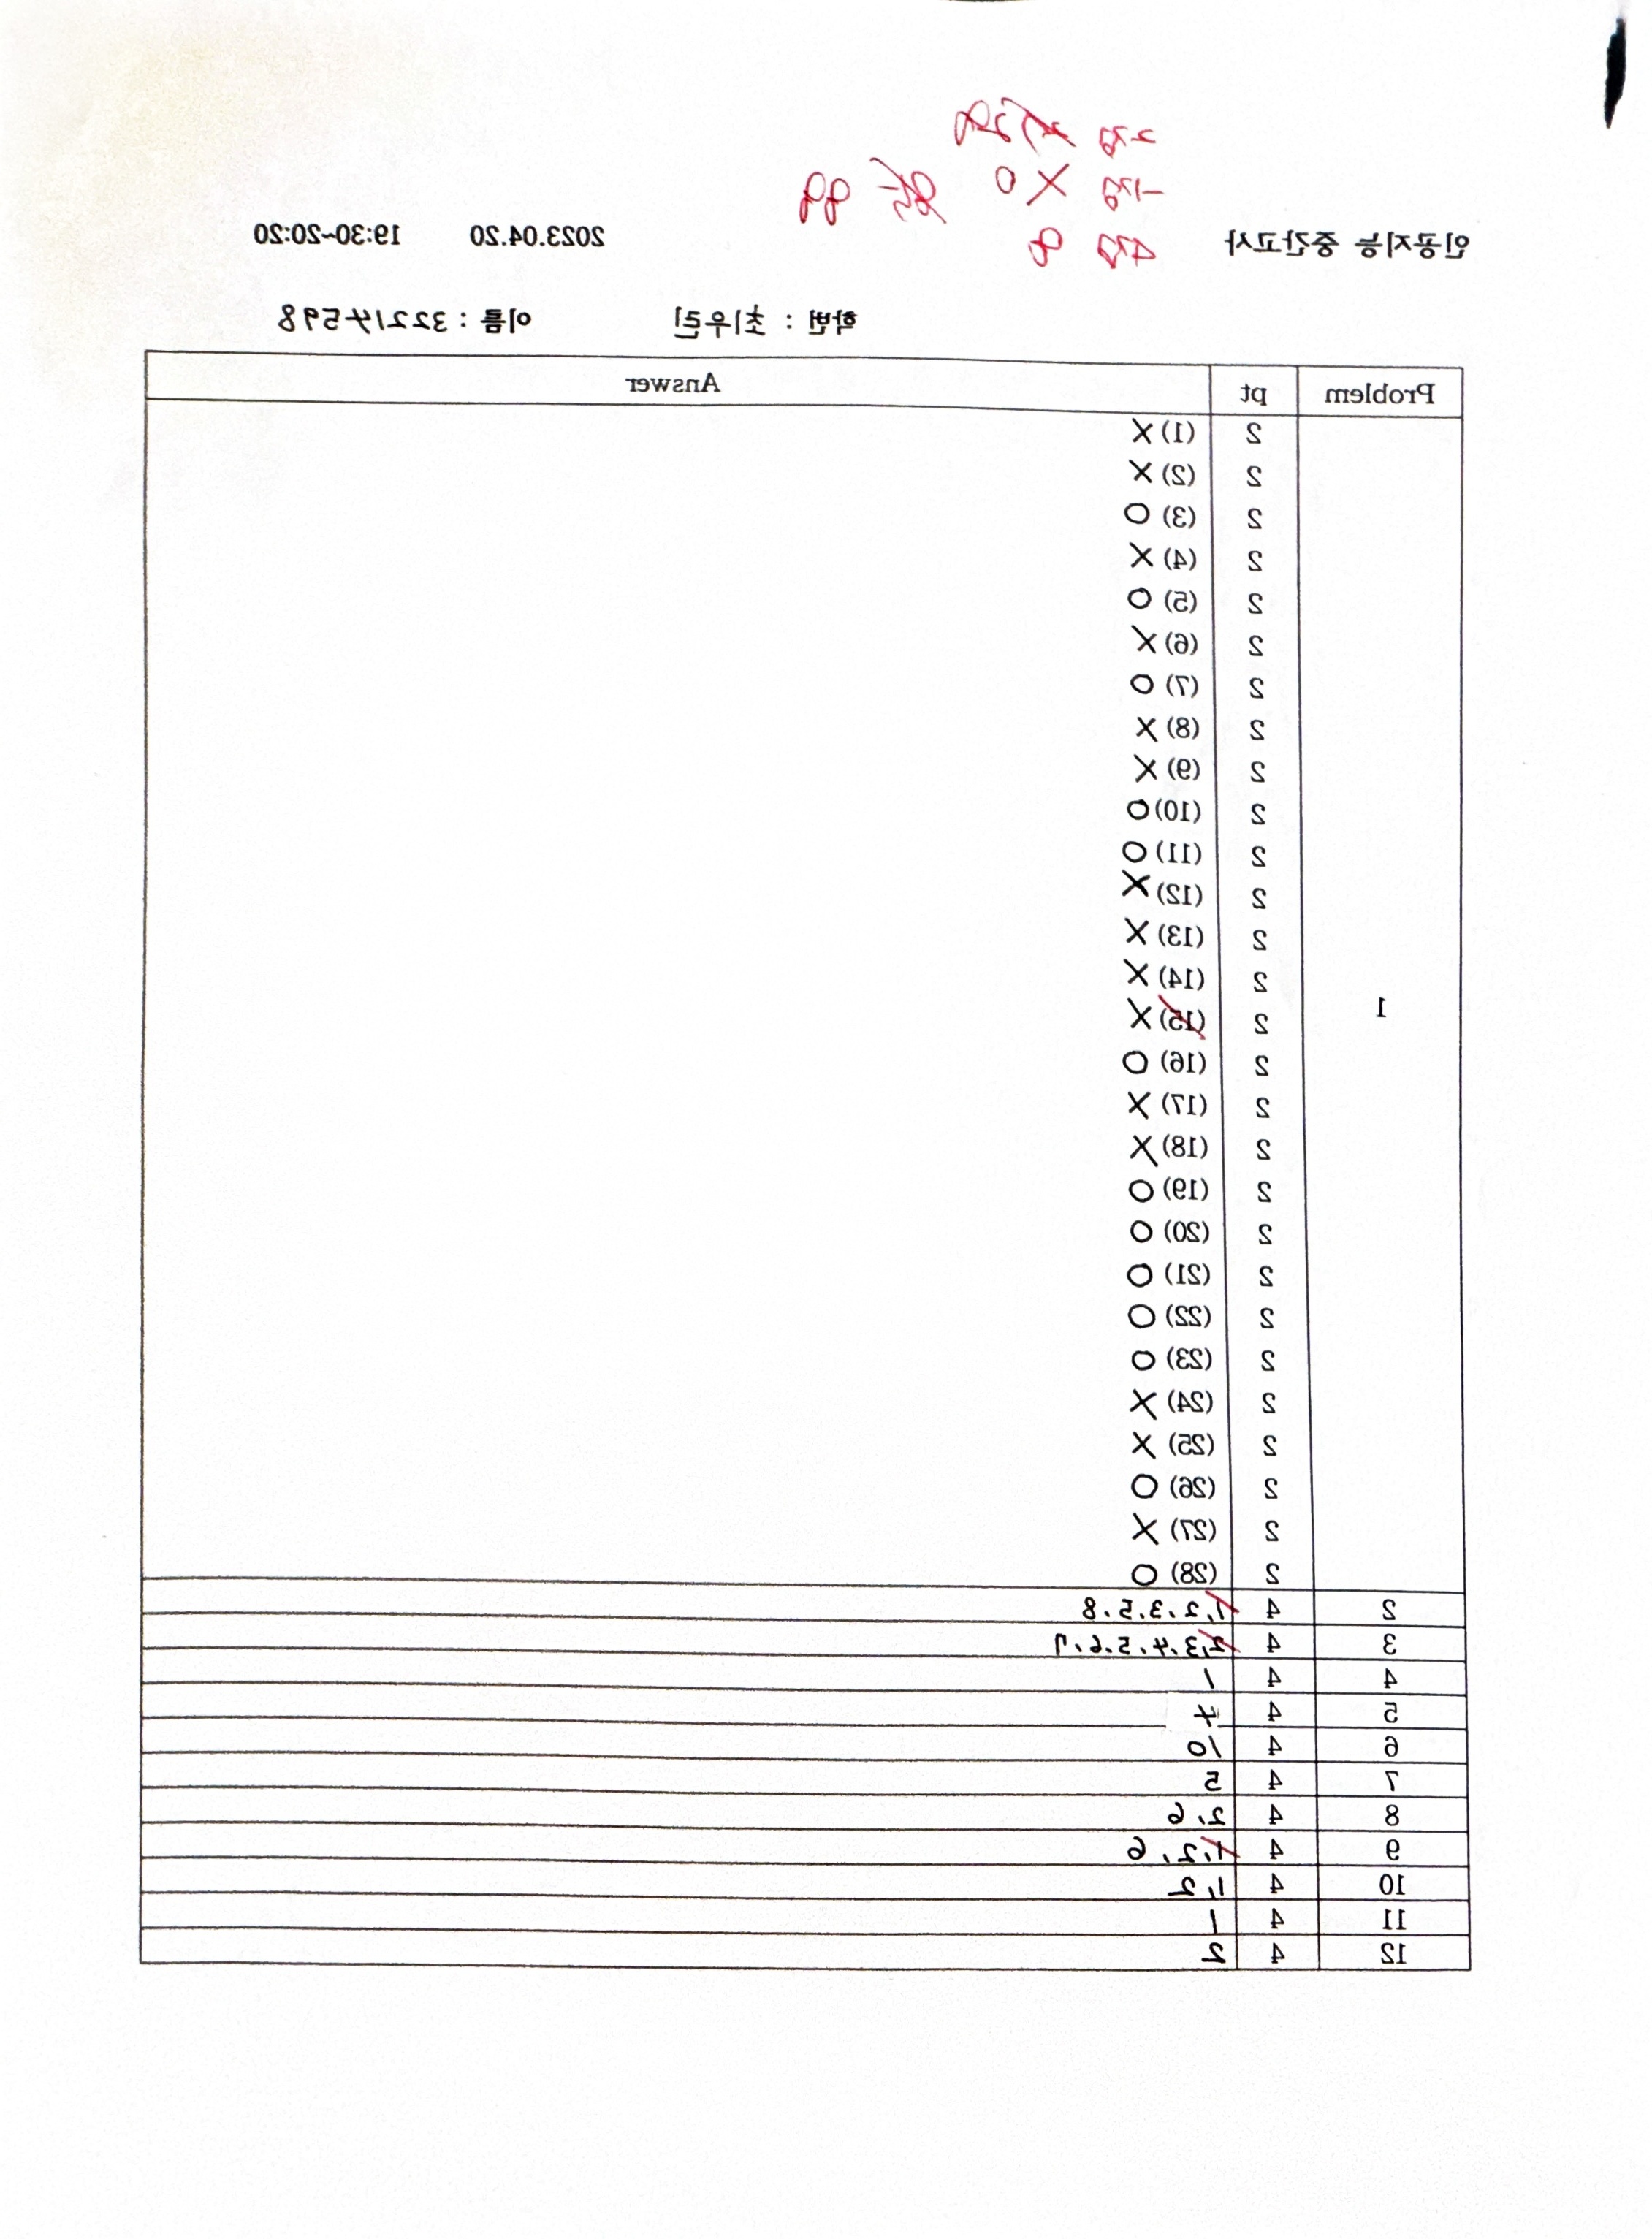 2점
-1점 X 0
4점 9
인공지능 중간고사 2023.04.20 19:30~20:20
학번 : 최우린 이름 : 32214598
Problem pt Answer
1
2 (1) X
2 (2) X
2 (3) O
2 (4) X
2 (5) O
2 (6) X
2 (7) O
2 (8) X
2 (9) X
2 (10) O
2 (11) O
2 (12) X
2 (13) X
2 (14) X
2 (15) X
2 (16) O
2 (17) X
2 (18) X
2 (19) O
2 (20) O
2 (21) O
2 (22) O
2 (23) O
2 (24) X
2 (25) X
2 (26) O
2 (27) X
2 (28) O
2 4 1, 2, 3, 5, 8
3 4 2, 3, 4, 5, 6, 7
4 4 1
5 4
6 4 10
7 4 5
8 4 2, 6
9 4 1, 2, 6
10 4 1, 2
11 4 1
12 4 2